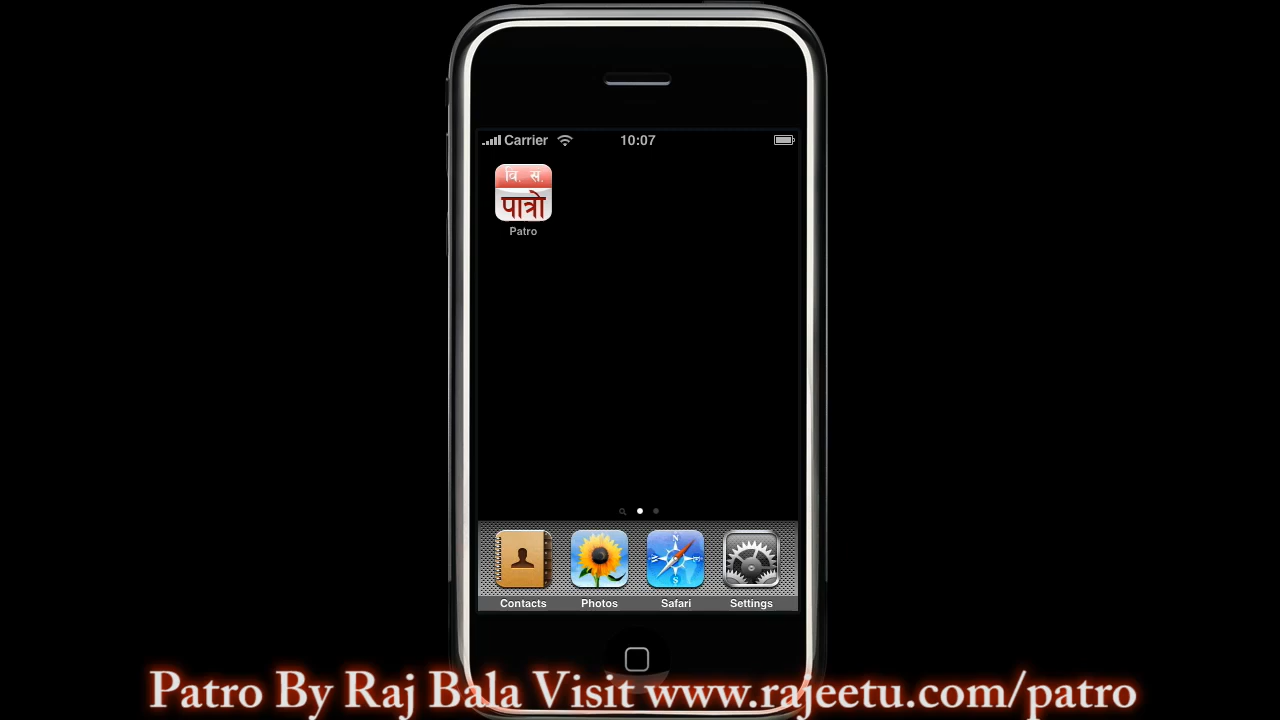 Carrier 10:07
वि. स.
पात्रो
Patro
N
S
Contacts Photos Safari Settings
Patro By Raj Bala Visit www.rajeetu.com/patro